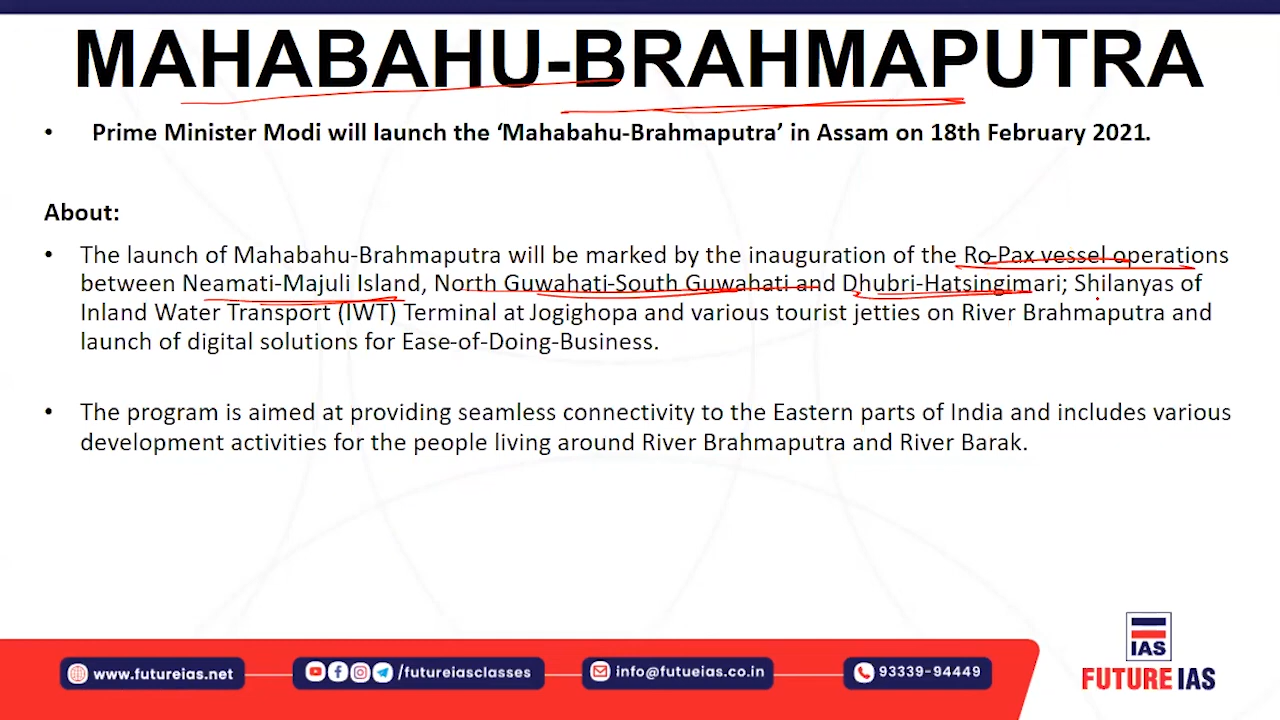 MAHABAHU-BRAHMAPUTRA
• Prime Minister Modi will launch the ‘Mahabahu-Brahmaputra’ in Assam on 18th February 2021.
About:
• The launch of Mahabahu-Brahmaputra will be marked by the inauguration of the Ro-Pax vessel operations
between Neamati-Majuli Island, North Guwahati-South Guwahati and Dhubri-Hatsingimari; Shilanyas of
Inland Water Transport (IWT) Terminal at Jogighopa and various tourist jetties on River Brahmaputra and
launch of digital solutions for Ease-of-Doing-Business.
• The program is aimed at providing seamless connectivity to the Eastern parts of India and includes various
development activities for the people living around River Brahmaputra and River Barak.
www.futureias.net
/futureiasclasses
info@futueias.co.in
93339-94449
IAS
FUTURE IAS